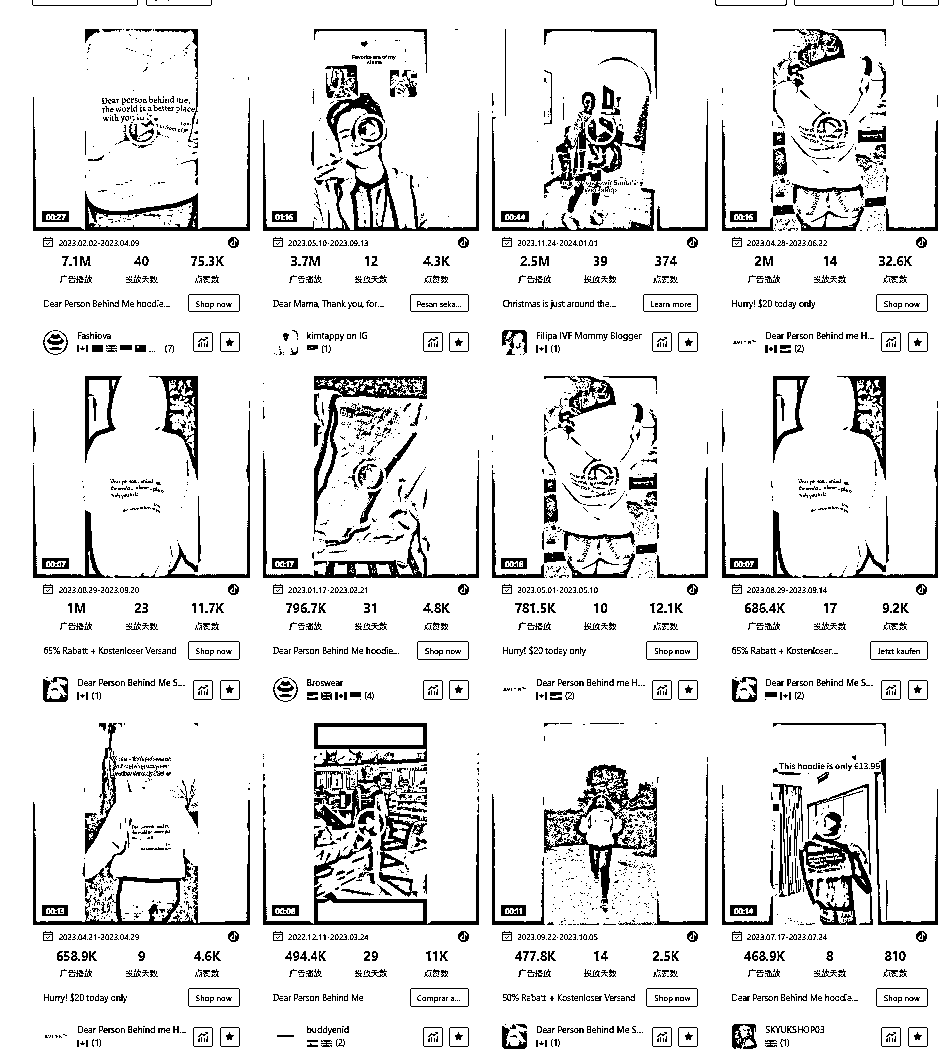 Dear person behind me,
the world is a better place
with you in
00:27
2023.02.02-2023.04.09
7.1M 40 75.3K
广告播放 投放天数 点赞数
Dear Person Behind Me hoodie... Shop now
Fashiova
(7)
Favorite one of my
01:16
2023.05.10-2023.09.13
3.7M 12 4.3K
广告播放 投放天数 点赞数
Dear Mama, Thank you, for... Pesan seka...
kimtappy on IG
(1)
00:44
2023.11.24-2024.01.01
2.5M 39 374
广告播放 投放天数 点赞数
Christmas is just around the... Learn more
Filipa IVF Mommy Blogger
(1)
00:16
2023.04.28-2023.06.22
2M 14 32.6K
广告播放 投放天数 点赞数
Hurry! $20 today only Shop now
Dear Person Behind me H...
(2)
00:07
2023.08.29-2023.09.20
1M 23 11.7K
广告播放 投放天数 点赞数
65% Rabatt + Kostenloser Versand Shop now
Dear Person Behind Me S...
(1)
00:17
2023.01.17-2023.03.21
796.7K 31 4.8K
广告播放 投放天数 点赞数
Dear Person Behind Me hoodie... Shop now
Broswear
(4)
00:16
2023.05.01-2023.05.10
781.5K 10 12.1K
广告播放 投放天数 点赞数
Hurry! $20 today only Shop now
Dear Person Behind me H...
(2)
00:07
2023.08.29-2023.09.14
686.4K 17 9.2K
广告播放 投放天数 点赞数
65% Rabatt + Kostenloser... Jetzt kaufen
Dear Person Behind Me S...
(2)
00:13
2023.04.21-2023.04.29
658.9K 9 4.6K
广告播放 投放天数 点赞数
Hurry! $20 today only Shop now
Dear Person Behind me H...
(1)
00:08
2022.12.11-2023.03.24
494.4K 29 11K
广告播放 投放天数 点赞数
Dear Person Behind Me Comprar a...
buddyenid
(2)
00:11
2023.09.22-2023.10.05
477.8K 14 2.5K
广告播放 投放天数 点赞数
50% Rabatt + Kostenloser Versand Shop now
Dear Person Behind Me S...
(1)
This hoodie is only £13.95
00:14
2023.07.17-2023.07.24
468.9K 8 810
广告播放 投放天数 点赞数
Dear Person Behind Me hoodie... Shop now
SKYUKSHOP03
(1)